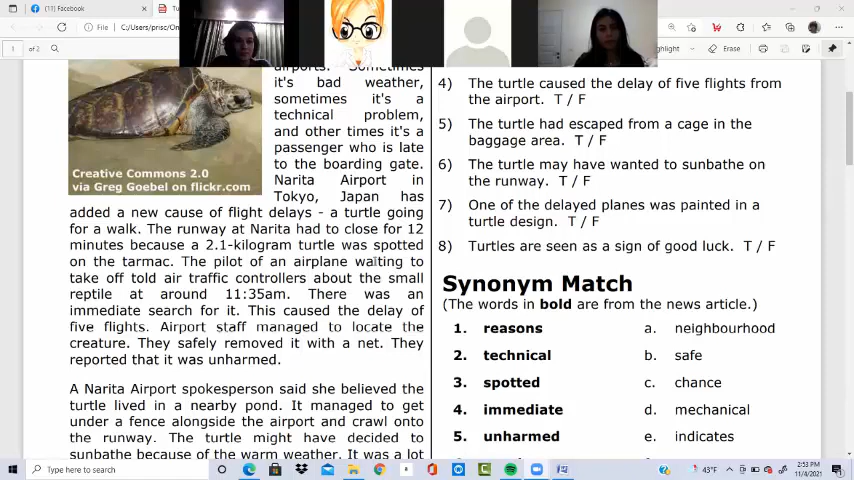 (11) Facebook
File
C:/Users/prisc/O
hlight
Erase
1
of 2
airports. Sometimes
it's bad weather,
sometimes it's a
technical problem,
and other times it's a
passenger who is late
to the boarding gate.
Narita Airport in
Tokyo, Japan has
added a new cause of flight delays - a turtle going
for a walk. The runway at Narita had to close for 12
minutes because a 2.1-kilogram turtle was spotted
on the tarmac. The pilot of an airplane waiting to
take off told air traffic controllers about the small
reptile at around 11:35am. There was an
immediate search for it. This caused the delay of
five flights. Airport staff managed to locate the
creature. They safely removed it with a net. They
reported that it was unharmed.
Creative Commons 2.0
via Greg Goebel on flickr.com
A Narita Airport spokesperson said she believed the
turtle lived in a nearby pond. It managed to get
under a fence alongside the airport and crawl onto
the runway. The turtle might have decided to
sunbathe because of the warm weather. It was a lot
4) The turtle caused the delay of five flights from
the airport. T / F
5) The turtle had escaped from a cage in the
baggage area. T / F
6) The turtle may have wanted to sunbathe on
the runway. T / F
7) One of the delayed planes was painted in a
turtle design. T / F
8) Turtles are seen as a sign of good luck. T / F
Synonym Match
(The words in bold are from the news article.)
1. reasons a. neighbourhood
2. technical b. safe
3. spotted c. chance
4. immediate d. mechanical
5. unharmed e. indicates
Type here to search
43°F
2:53 PM
11/4/2021